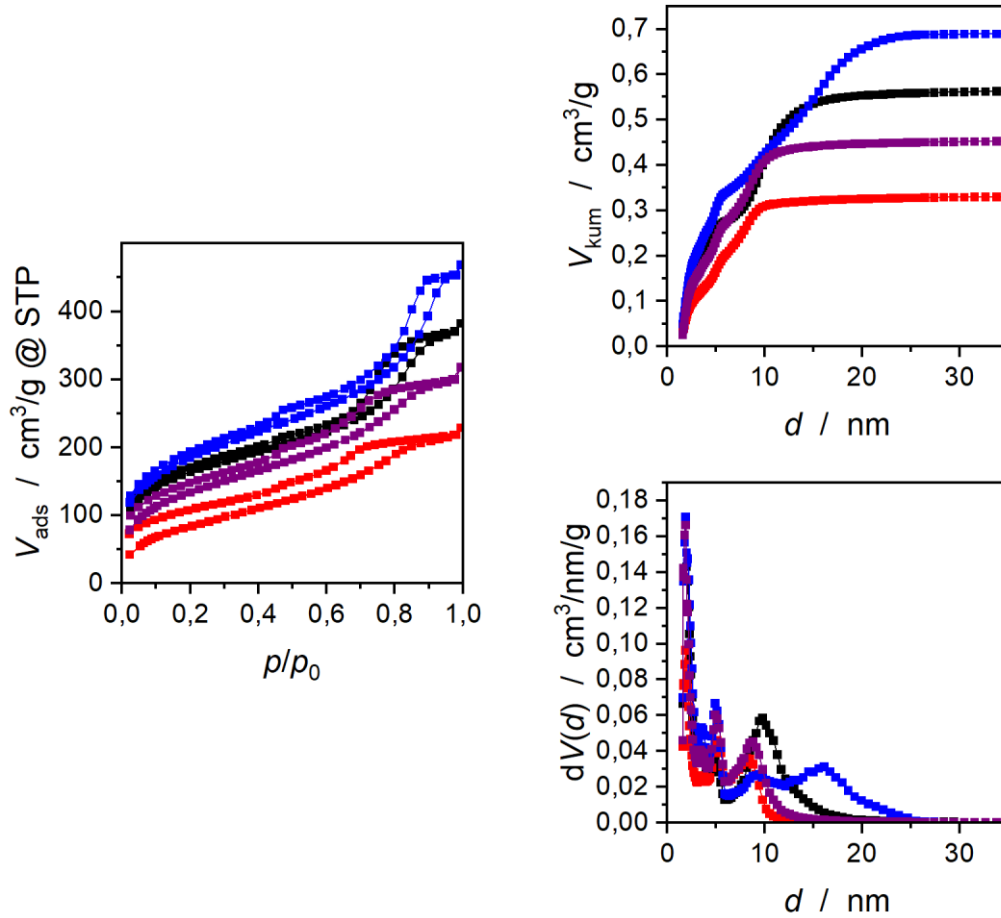 V_ads / cm³/g @ STP
400
300
200
100
0
0,0 0,2 0,4 0,6 0,8 1,0
p/p₀
V_kum / cm³/g
0,7
0,6
0,5
0,4
0,3
0,2
0,1
0,0
0 10 20 30
d / nm
dV(d) / cm³/nm/g
0,18
0,16
0,14
0,12
0,10
0,08
0,06
0,04
0,02
0,00
0 10 20 30
d / nm